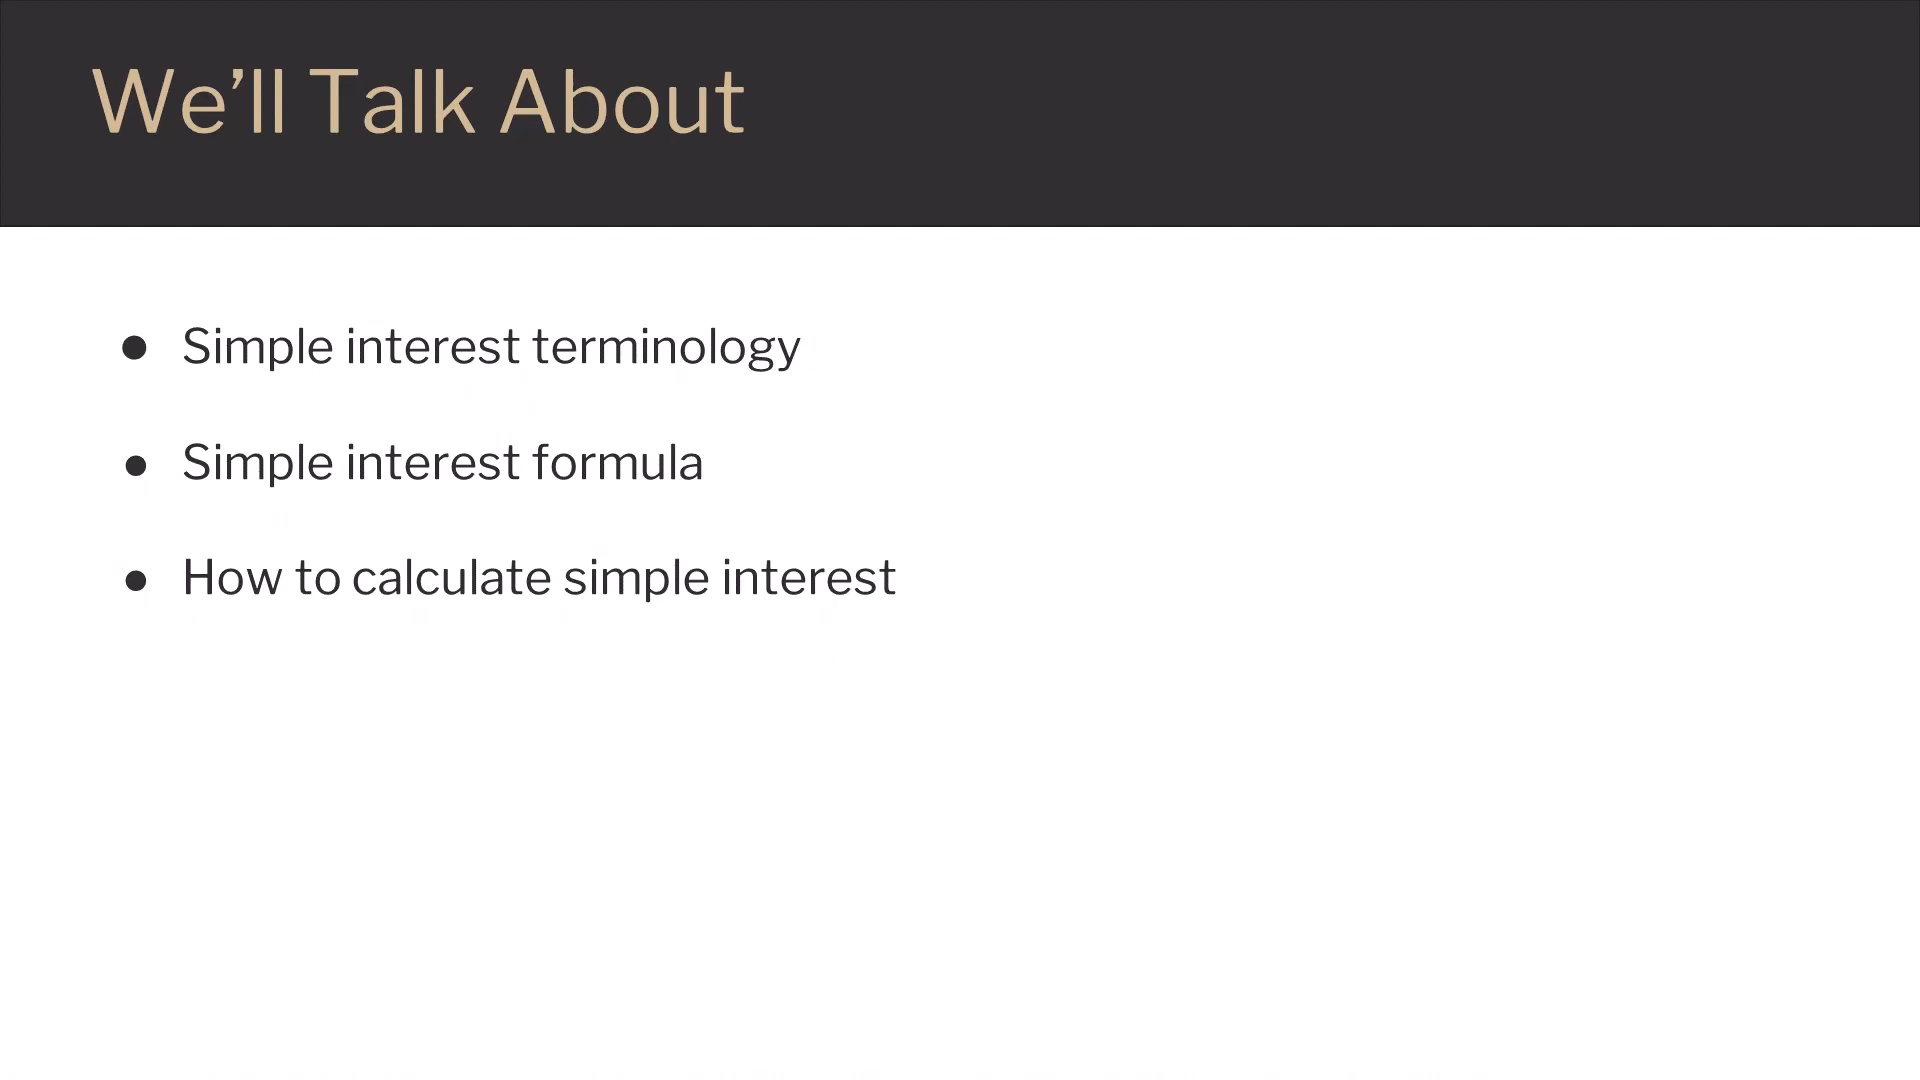 We’ll Talk About
● Simple interest terminology
● Simple interest formula
● How to calculate simple interest